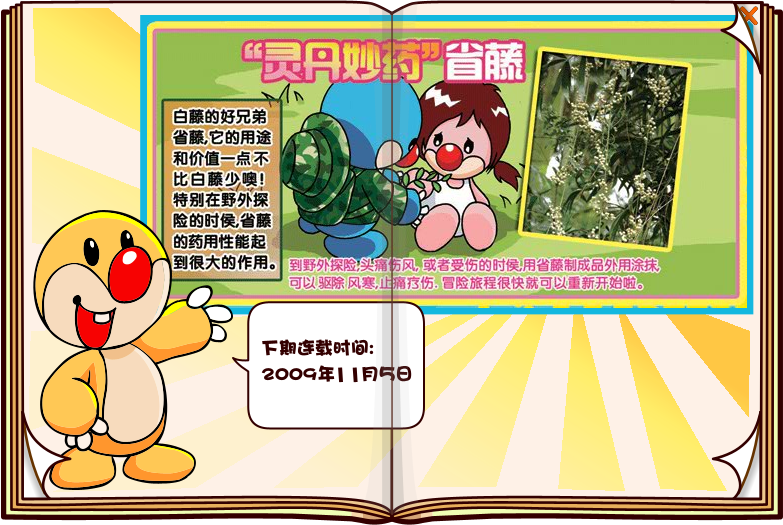 “灵丹妙药”省藤
白藤的好兄弟
省藤,它的用途
和价值一点不
比白藤少噢!
特别在野外探
险的时侯,省藤
的药用性能起
到很大的作用。
到野外探险,头痛伤风, 或者受伤的时侯,用省藤制成品外用涂抹,
可以驱除风寒,止痛疗伤. 冒险旅程很快就可以重新开始啦。
下期连载时间:
2009年11月5日